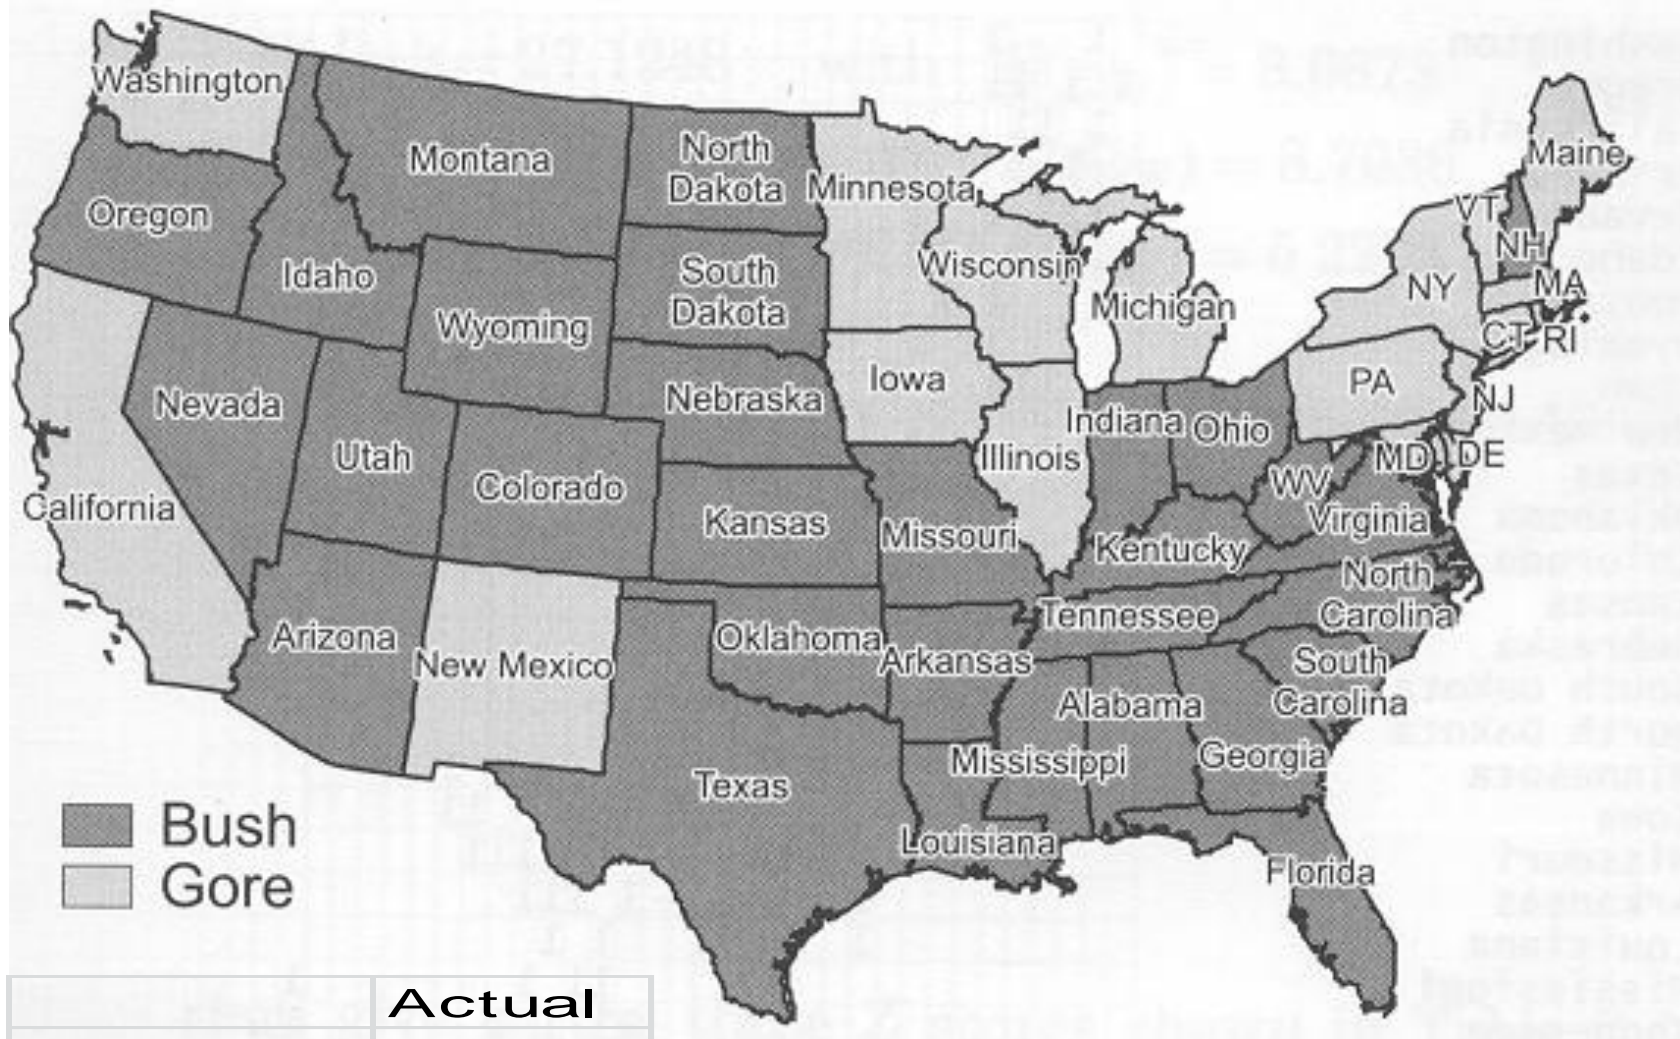 Washington
Montana
North
Dakota
Minnesota
Maine
Oregon
Idaho
Wyoming
South
Dakota
Wisconsin
Michigan
VT
NH
NY
MA
CT
RI
Nevada
Utah
Colorado
Nebraska
Iowa
Illinois
Indiana
Ohio
PA
NJ
MD
DE
WV
Virginia
California
Kansas
Missouri
Kentucky
North
Carolina
Tennessee
Arizona
New Mexico
Oklahoma
Arkansas
South
Carolina
Texas
Mississippi
Alabama
Georgia
Louisiana
Florida
Bush
Gore
Actual